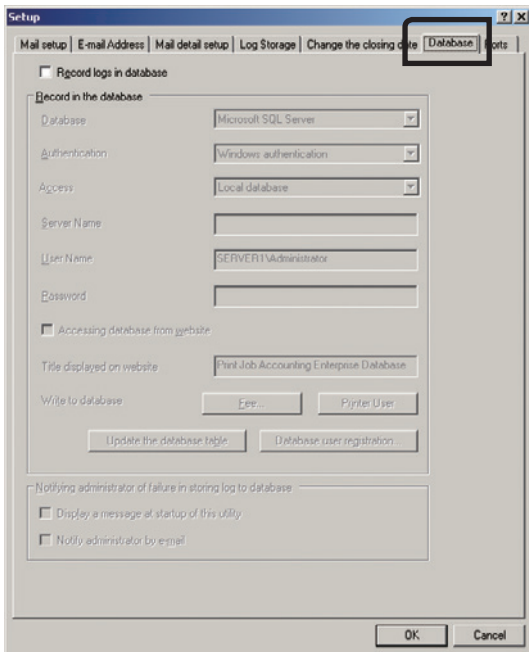 Setup
Mail setup E-mail Address Mail detail setup Log Storage Change the closing date Database Ports
Record logs in database
Record in the database
Database Microsoft SQL Server
Authentication Windows authentication
Access Local database
Server Name
User Name SERVER1\Administrator
Password
Accessing database from website
Title displayed on website Print Job Accounting Enterprise Database
Write to database Fee... Printer User
Update the database table Database user registration...
Notifying administrator of failure in storing log to database
Display a message at startup of this utility
Notify administrator by e-mail
OK Cancel